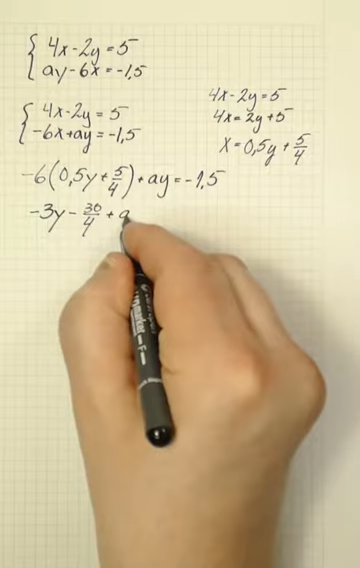 4x-2y=5
ay-6x=-1,5
4x-2y=5
-6x+ay=-1,5
4x-2y=5
4x=2y+5
x=0,5y+5/4
-6(0,5y+5/4)+ay=-1,5
-3y-30/4+a